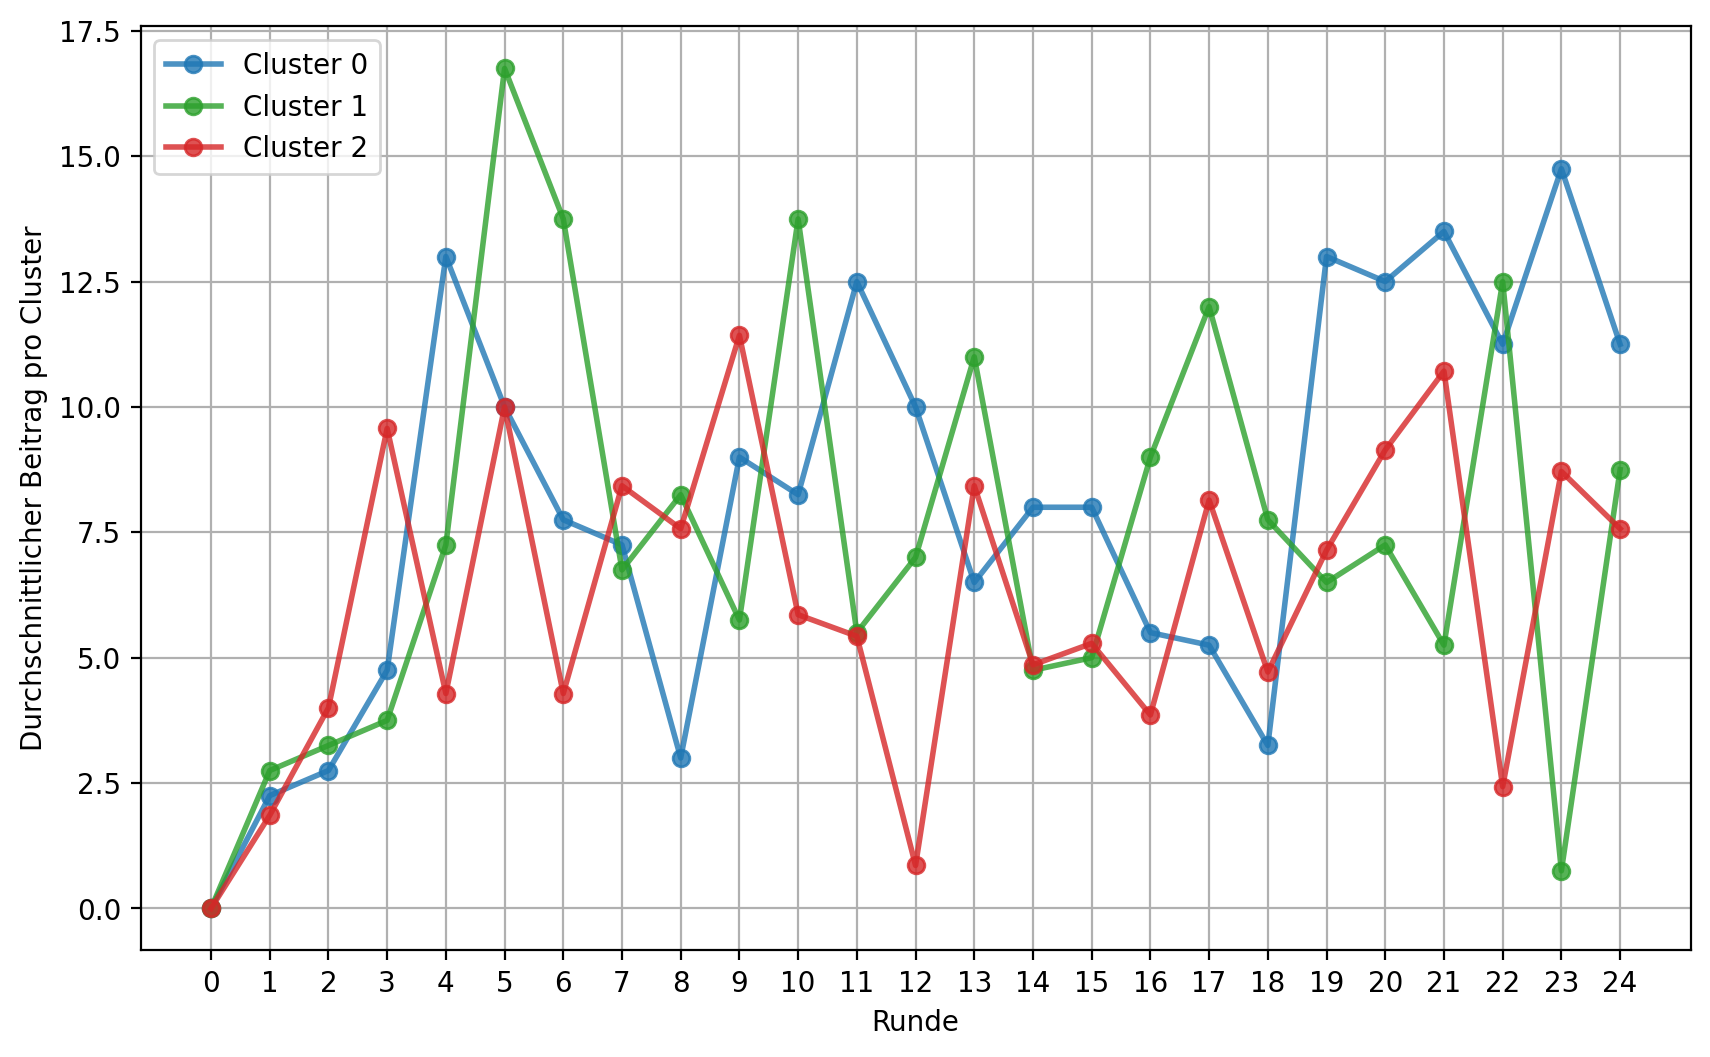 17.5
15.0
12.5
10.0
7.5
5.0
2.5
0.0
Durchschnittlicher Beitrag pro Cluster
Cluster 0
Cluster 1
Cluster 2
0 1 2 3 4 5 6 7 8 9 10 11 12 13 14 15 16 17 18 19 20 21 22 23 24
Runde